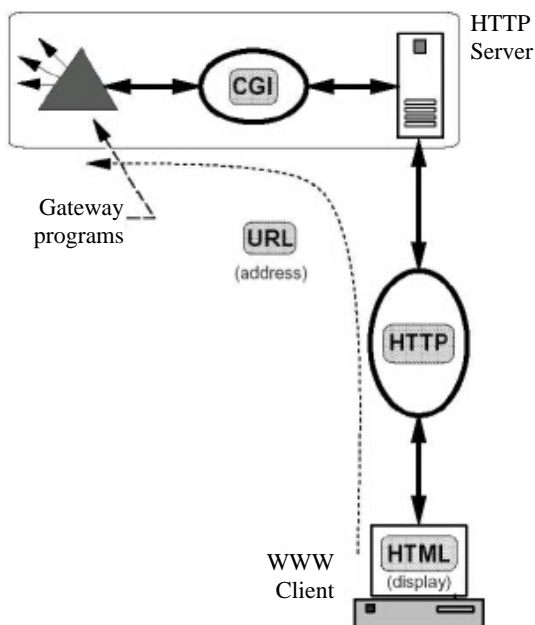 HTTP
Server
CGI
Gateway
programs
URL
(address)
HTTP
WWW
Client
HTML
(display)